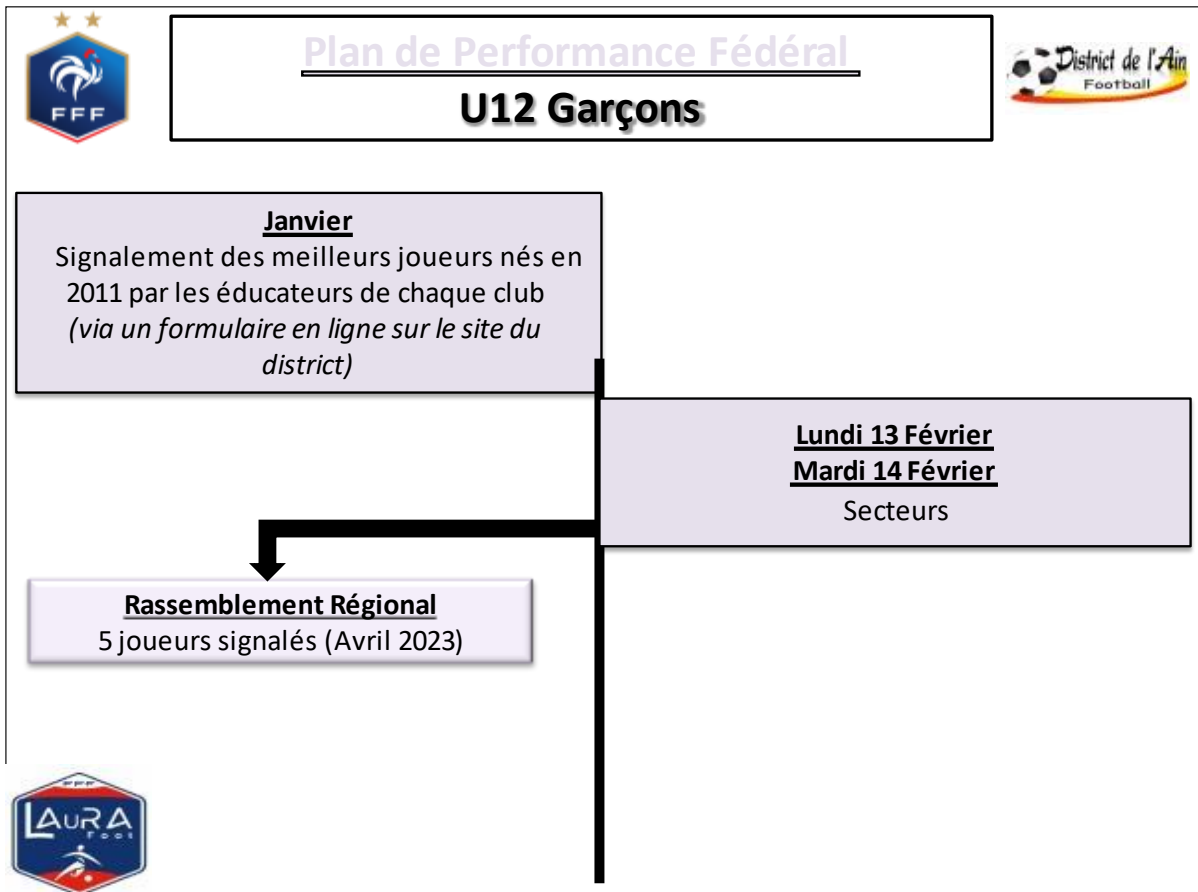 FFF
Plan de Performance Fédéral
U12 Garçons
District de l'Ain
Football
Janvier
Signalement des meilleurs joueurs nés en
2011 par les éducateurs de chaque club
(via un formulaire en ligne sur le site du
district)
Lundi 13 Février
Mardi 14 Février
Secteurs
Rassemblement Régional
5 joueurs signalés (Avril 2023)
FFF
LAuRA
Foot